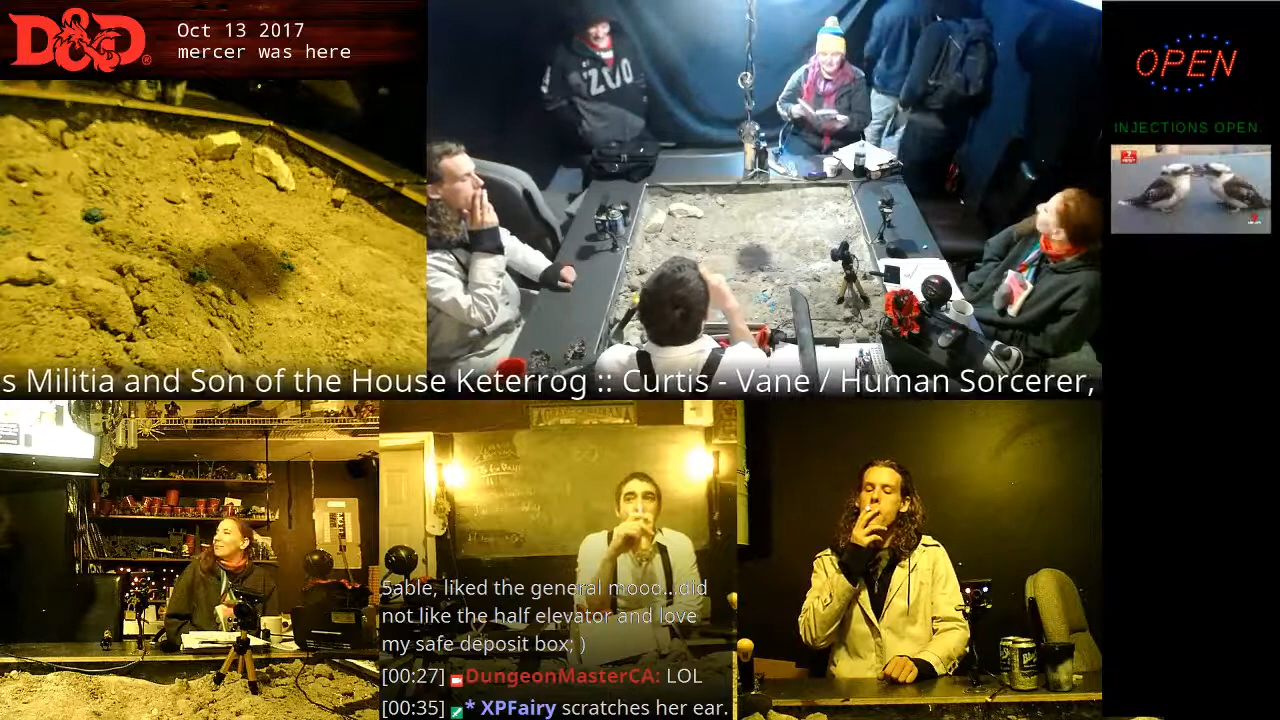 D&D®
Oct 13 2017
mercer was here
OPEN
INJECTIONS OPEN.
s Militia and Son of the House Keterrog :: Curtis - Vane / Human Sorcerer,
Sable, liked the general mood...did
not like the half elevator and love
my safe deposit box; )
[00:27] DungeonMasterCA: LOL
[00:35] * XPFairy scratches her ear.